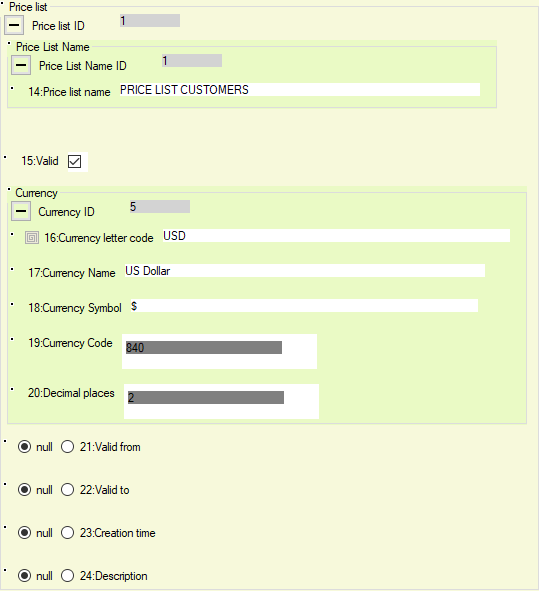 Price list
Price list ID 1
Price List Name
Price List Name ID 1
14:Price list name PRICE LIST CUSTOMERS
15:Valid
Currency
Currency ID 5
16:Currency letter code USD
17:Currency Name US Dollar
18:Currency Symbol $
19:Currency Code 840
20:Decimal places 2
null 21:Valid from
null 22:Valid to
null 23:Creation time
null 24:Description